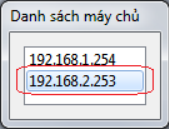 Danh sách máy chủ
192.168.1.254
192.168.2.253